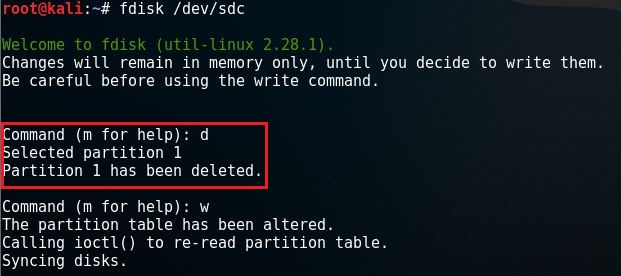 root@kali:~# fdisk /dev/sdc
Welcome to fdisk (util-linux 2.28.1).
Changes will remain in memory only, until you decide to write them.
Be careful before using the write command.
Command (m for help): d
Selected partition 1
Partition 1 has been deleted.
Command (m for help): w
The partition table has been altered.
Calling ioctl() to re-read partition table.
Syncing disks.